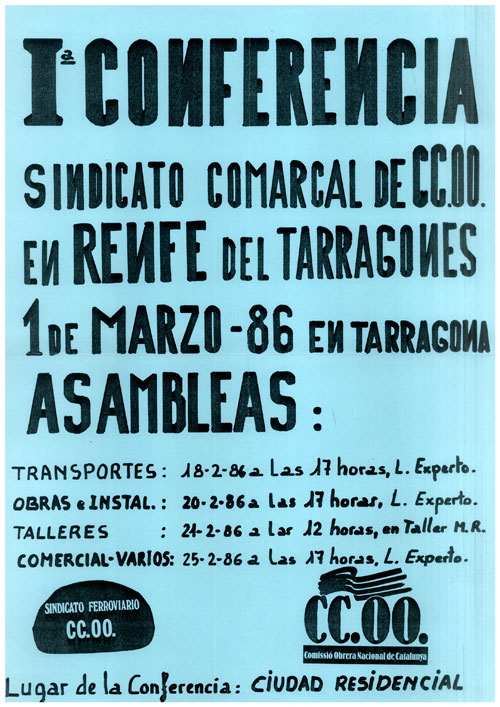 Iª CONFERENCIA
SINDICATO COMARCAL DE CC.OO.
EN RENFE DEL TARRAGONES
1 DE MARZO-86 EN TARRAGONA
ASAMBLEAS:
TRANSPORTES: 18-2-86 a Las 17 horas, L. Experto.
OBRAS e INSTAL.: 20-2-86 a Las 17 horas, L. Experto.
TALLERES : 21-2-86 a lar 12 horas, en Taller M.R.
COMERCIAL-VARIOS: 25-2-86 a Las 17 horas, L. Experto.
SINDICATO FERROVIARIO
CC.OO.
CC.OO.
Comissió Obrera Nacional de Catalunya
Lugar de la Conferencia: CIUDAD RESIDENCIAL